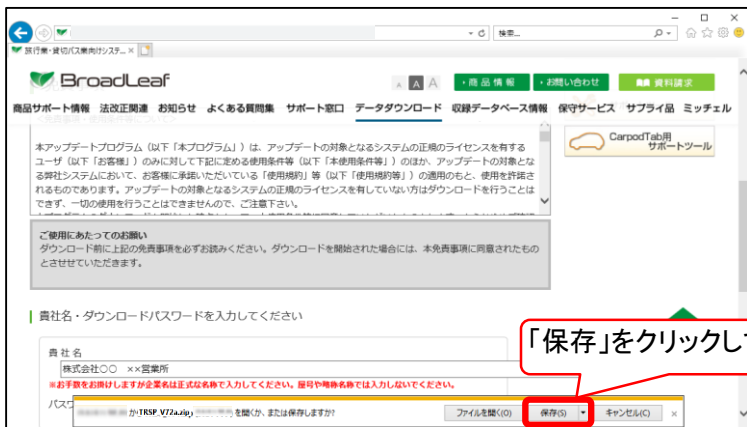 検索...
旅行業・貸切バス業向けシステ... ×
BroadLeaf
A A A
・商品情報
・お問い合わせ
資料請求
商品サポート情報 法改正関連 お知らせ よくある質問集 サポート窓口 データダウンロード 収録データベース情報 保守サービス サプライ品 ミッチェル
本アップデートプログラム（以下「本プログラム」）は、アップデートの対象となるシステムの正規のライセンスを有する
ユーザ（以下「お客様」）のみに対して下記に定める使用条件等（以下「本使用条件等」）のほか、アップデートの対象とな
る弊社システムにおいて、お客様に承諾いただいている「使用規約」等（以下「使用規約等」）の適用のもと、使用を許諾さ
れるものであります。アップデートの対象となるシステムの正規のライセンスを有していない方はダウンロードを行うことは
できず、一切の使用を行うことはできませんので、ご注意下さい。
CarpodTab用
サポートツール
ご使用にあたってのお願い
ダウンロード前に上記の免責事項を必ずお読みください。ダウンロードを開始された場合には、本免責事項に同意されたもの
とさせせていただきます。
貴社名・ダウンロードパスワードを入力してください
「保存」をクリックし
貴社名
株式会社○○ ××営業所
※お手数をお掛けしますが企業名は正式な名称で入力してください。屋号や略称名称では入力しないでください。
パスワ
か TRSP_V72a.zip を開くか、または保存しますか?
ファイルを開く(O) 保存(S) キャンセル(C) ×